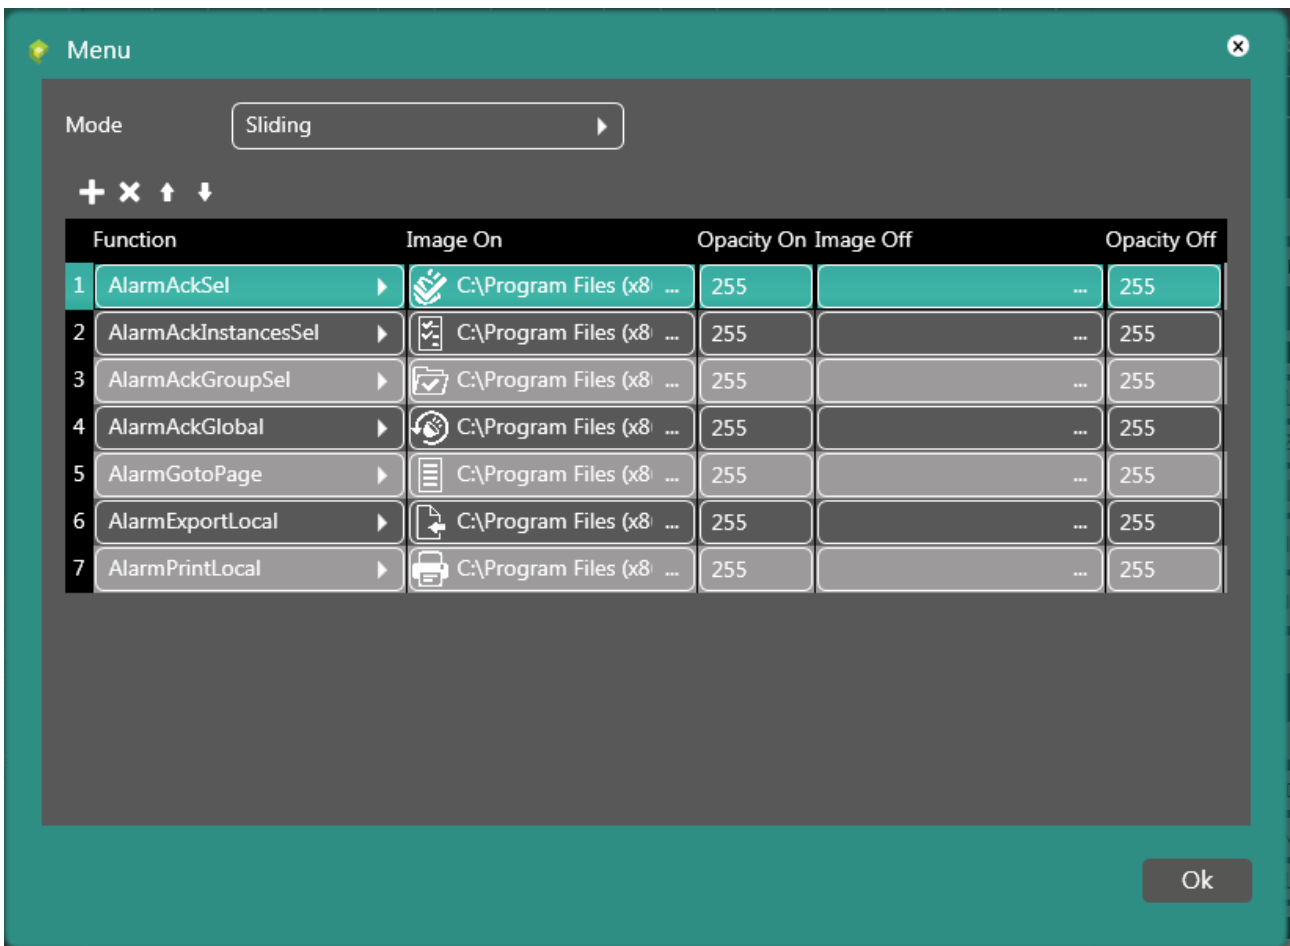 Menu
Mode Sliding
Function Image On Opacity On Image Off Opacity Off
1 AlarmAckSel C:\Program Files (x8 ... 255 ... 255
2 AlarmAckInstancesSel C:\Program Files (x8 ... 255 ... 255
3 AlarmAckGroupSel C:\Program Files (x8 ... 255 ... 255
4 AlarmAckGlobal C:\Program Files (x8 ... 255 ... 255
5 AlarmGotoPage C:\Program Files (x8 ... 255 ... 255
6 AlarmExportLocal C:\Program Files (x8 ... 255 ... 255
7 AlarmPrintLocal C:\Program Files (x8 ... 255 ... 255
Ok